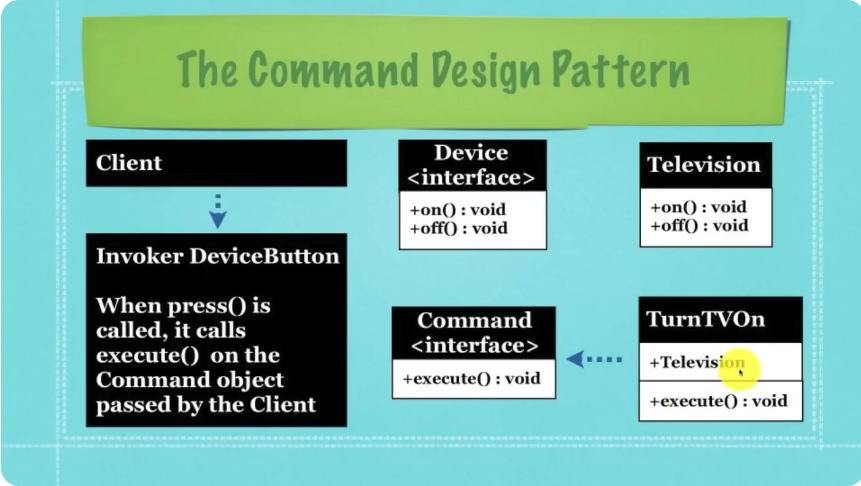 The Command Design Pattern
Client
Invoker DeviceButton
When press() is
called, it calls
execute() on the
Command object
passed by the Client
Device
<interface>
+on() : void
+off() : void
Television
+on() : void
+off() : void
Command
<interface>
+execute() : void
TurnTVOn
+Television
+execute() : void